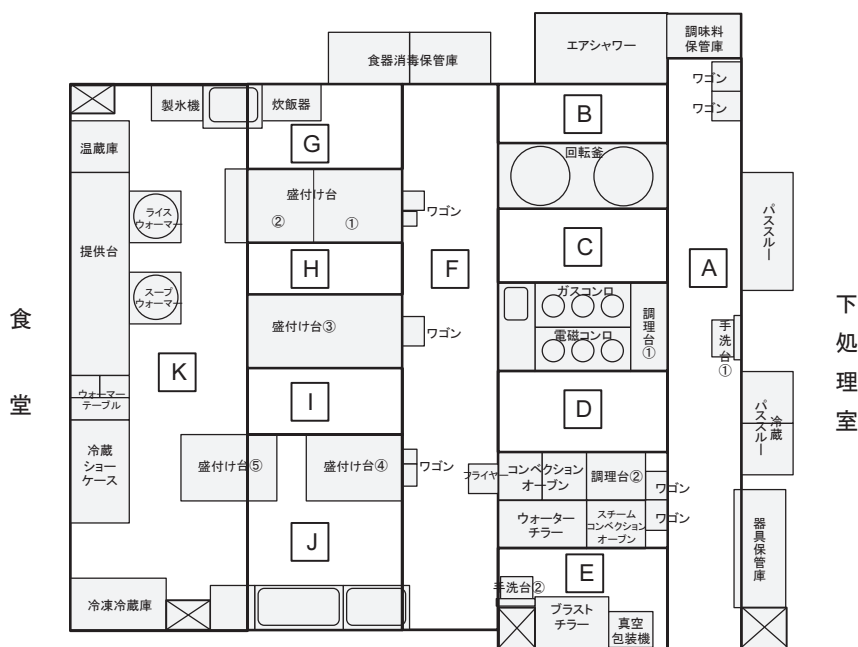 食器消毒保管庫
エアシャワー
調味料
保管庫
ワゴン
ワゴン
製氷機
炊飯器
B
G
温蔵庫
回転釜
盛付け台
②
①
ワゴン
ライス
ウォーマー
パススルー
提供台
C
F
A
H
スープ
ウォーマー
ガスコンロ
盛付け台③
ワゴン
調理台①
電磁コンロ
手洗台①
食堂
下処理室
K
ウォーマー
テーブル
I
D
冷蔵
パススルー
冷蔵
ショー
ケース
盛付け台⑤
盛付け台④
ワゴン
フライヤー
コンベクション
オーブン
調理台②
ワゴン
ウォーター
チラー
スチーム
コンベクション
オーブン
ワゴン
器具保管庫
J
E
手洗台②
冷凍冷蔵庫
ブラスト
チラー
真空
包装機